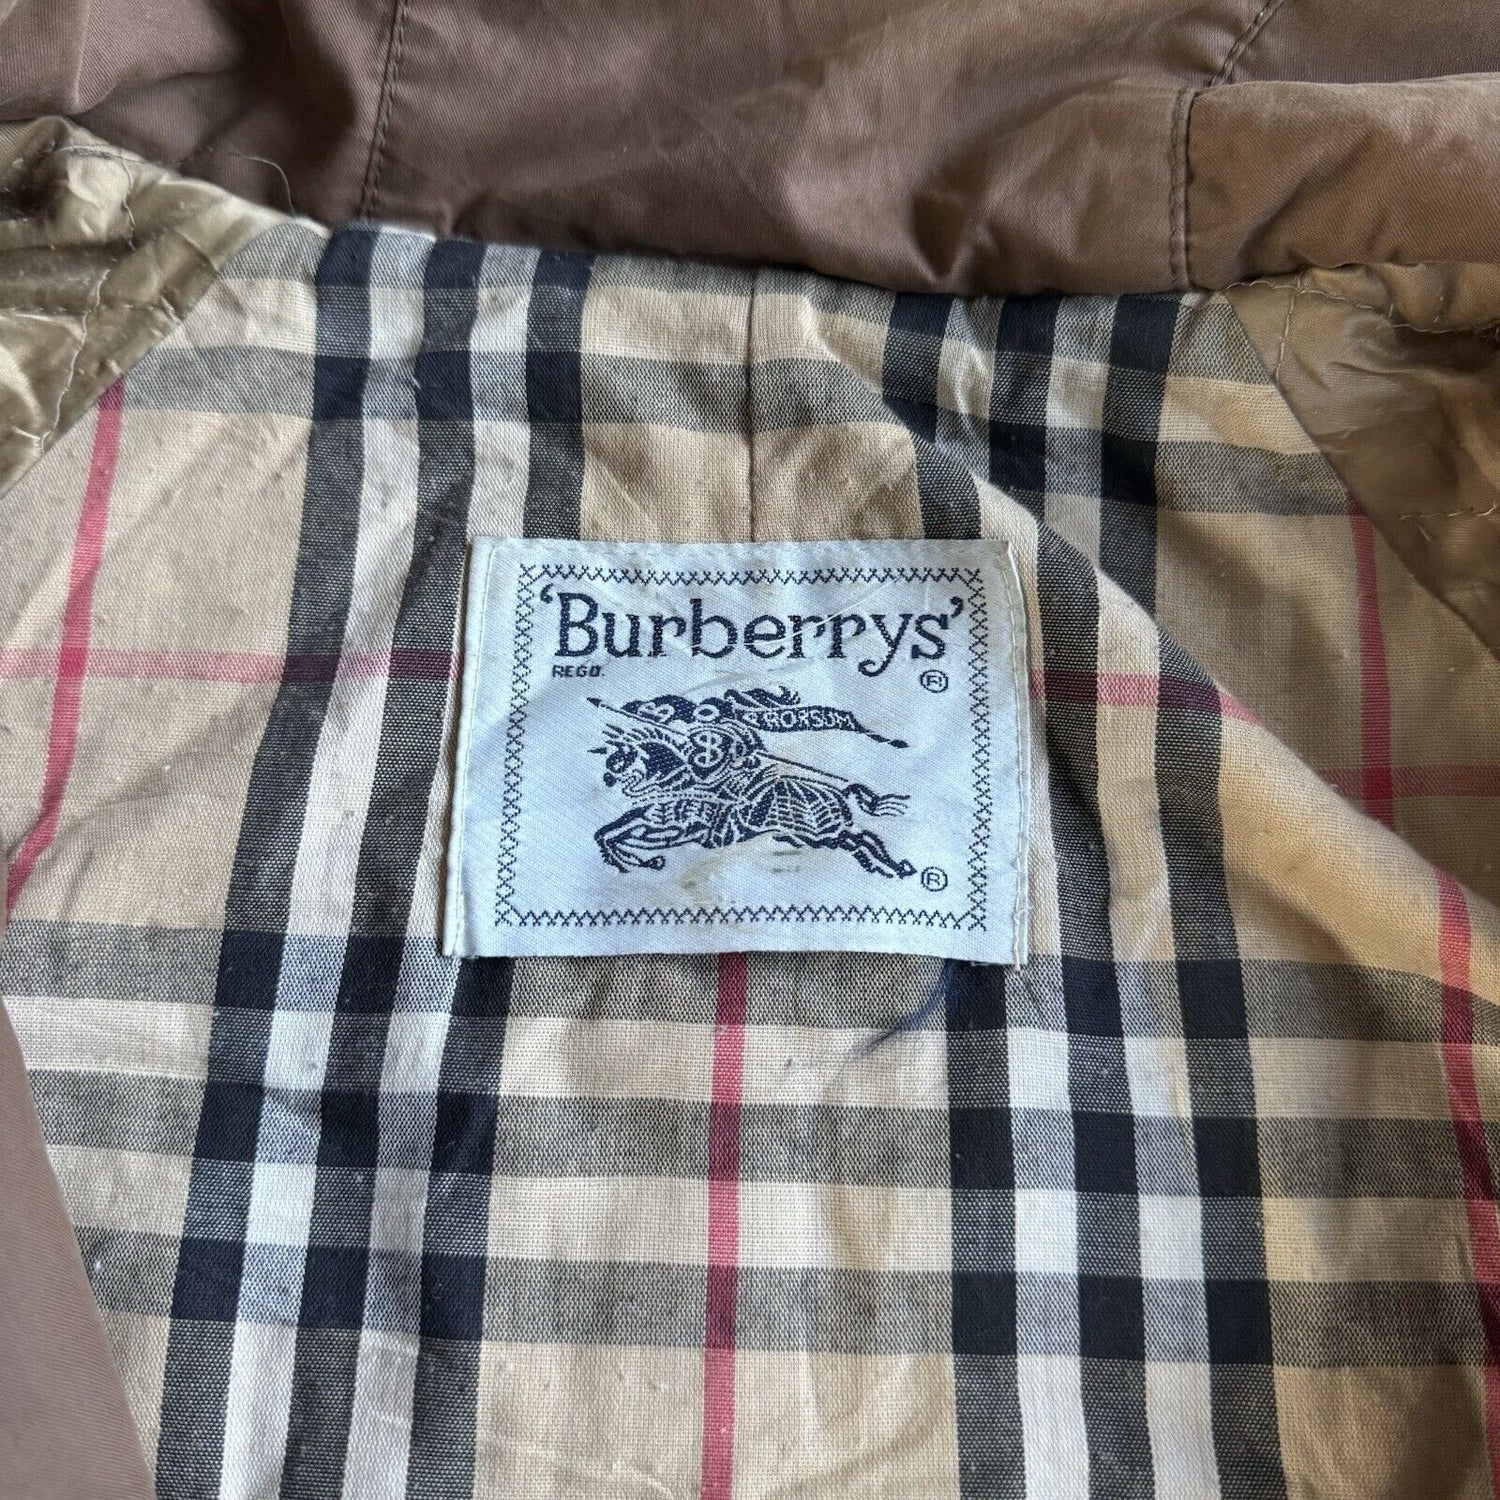 'Burberrys'
REGD.
®
PRORSUM
®